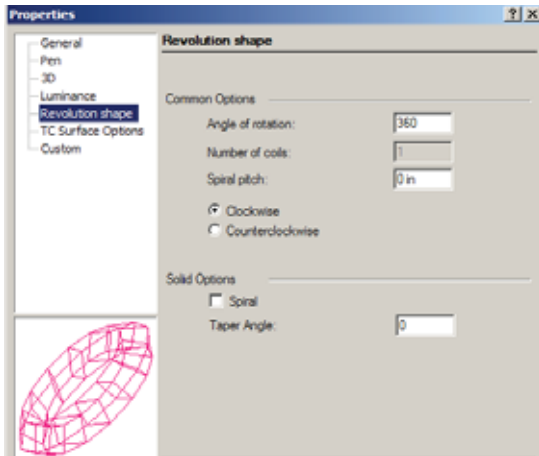 Properties
General
Pen
3D
Luminance
Revolution shape
TC Surface Options
Custom
Revolution shape
Common Options
Angle of rotation: 360
Number of coils: 1
Spiral pitch: 0 in
Clockwise
Counterclockwise
Solid Options
Spiral
Taper Angle: 0